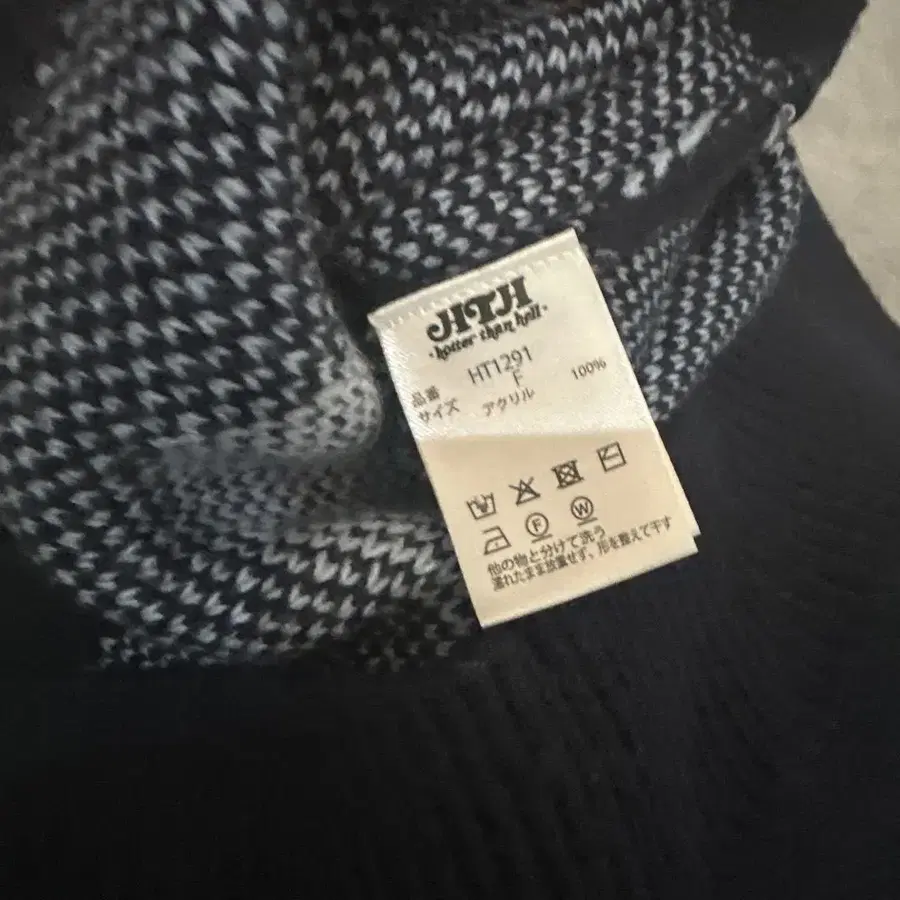 HTH
·hotter than hell·
品番 HT1291
サイズ F
アクリル 100%
F W
他の物と分けて洗う
濡れたまま放置せず、形を整えて干す